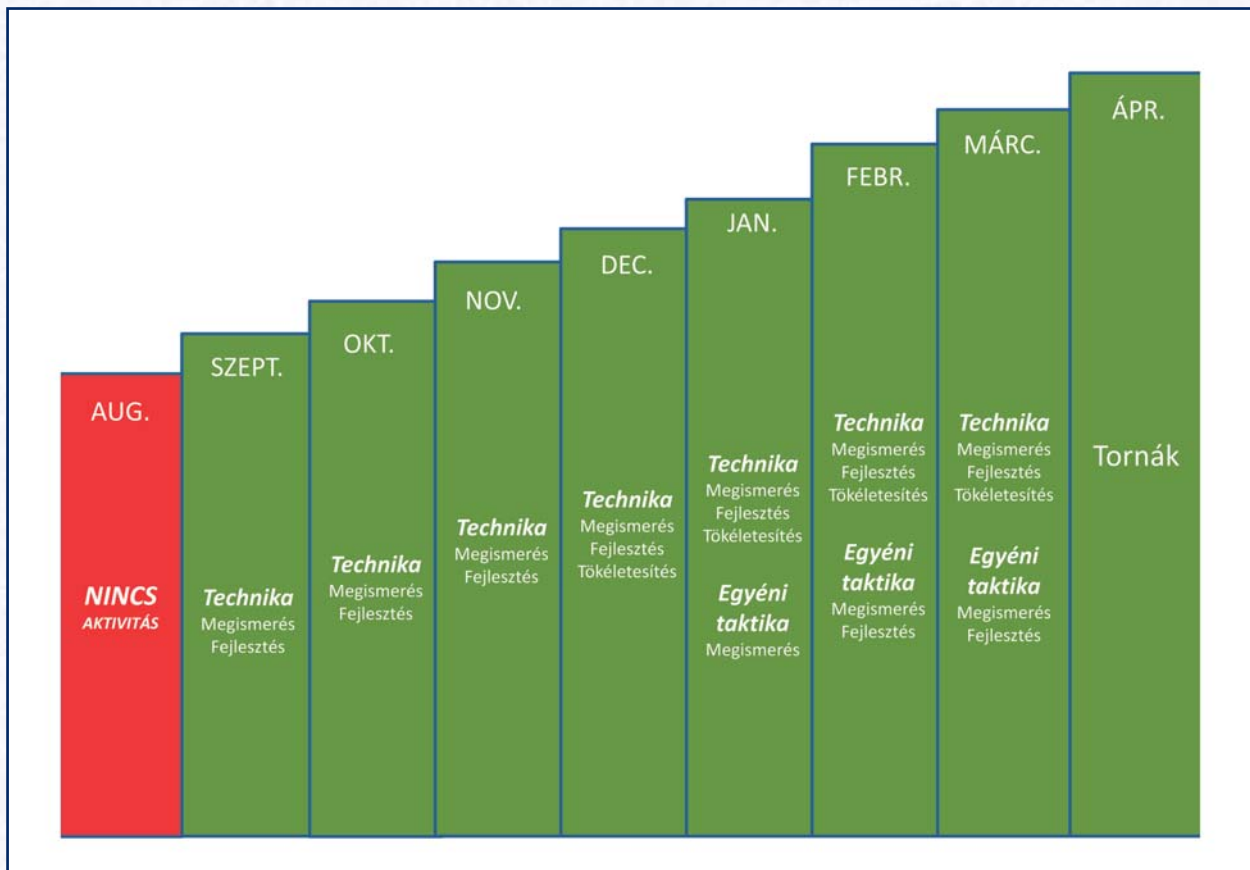 AUG.
NINCS
AKTIVITÁS
SZEPT.
Technika
Megismerés
Fejlesztés
OKT.
Technika
Megismerés
Fejlesztés
NOV.
Technika
Megismerés
Fejlesztés
DEC.
Technika
Megismerés
Fejlesztés
Tökéletesítés
JAN.
Technika
Megismerés
Fejlesztés
Tökéletesítés
Egyéni
taktika
Megismerés
FEBR.
Technika
Megismerés
Fejlesztés
Tökéletesítés
Egyéni
taktika
Megismerés
Fejlesztés
MÁRC.
Technika
Megismerés
Fejlesztés
Tökéletesítés
Egyéni
taktika
Megismerés
Fejlesztés
ÁPR.
Tornák